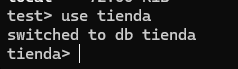 test> use tienda
switched to db tienda
tienda>